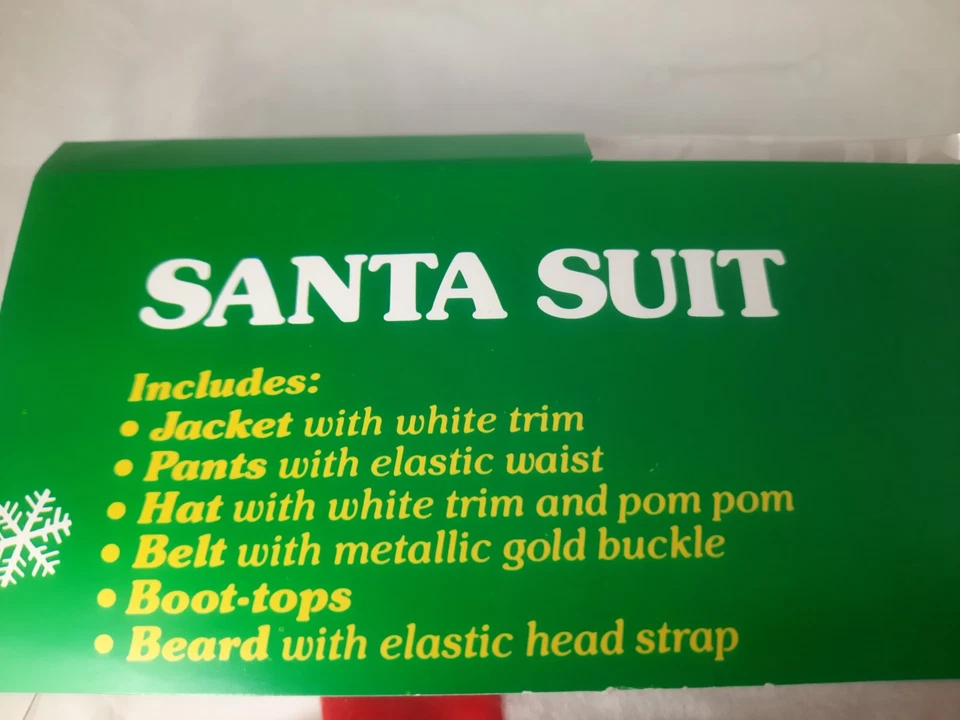 SANTA SUIT
Includes:
• Jacket with white trim
• Pants with elastic waist
• Hat with white trim and pom pom
• Belt with metallic gold buckle
• Boot-tops
• Beard with elastic head strap